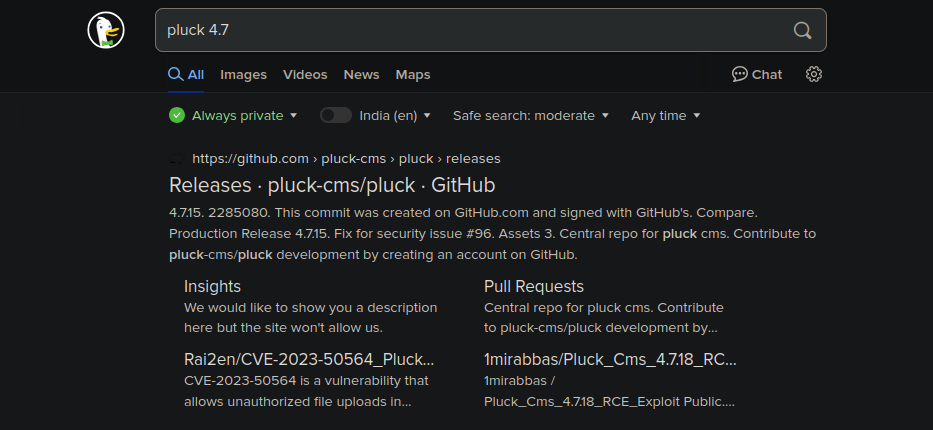 pluck 4.7
All Images Videos News Maps Chat
Always private India (en) Safe search: moderate Any time
https://github.com › pluck-cms › pluck › releases
Releases · pluck-cms/pluck · GitHub
4.7.15. 2285080. This commit was created on GitHub.com and signed with GitHub's. Compare.
Production Release 4.7.15. Fix for security issue #96. Assets 3. Central repo for pluck cms. Contribute to
pluck-cms/pluck development by creating an account on GitHub.
Insights
We would like to show you a description
here but the site won't allow us.
Pull Requests
Central repo for pluck cms. Contribute
to pluck-cms/pluck development by...
Rai2en/CVE-2023-50564_Pluck...
CVE-2023-50564 is a vulnerability that
allows unauthorized file uploads in...
1mirabbas/Pluck_Cms_4.7.18_RC...
1mirabbas /
Pluck_Cms_4.7.18_RCE_Exploit Public....